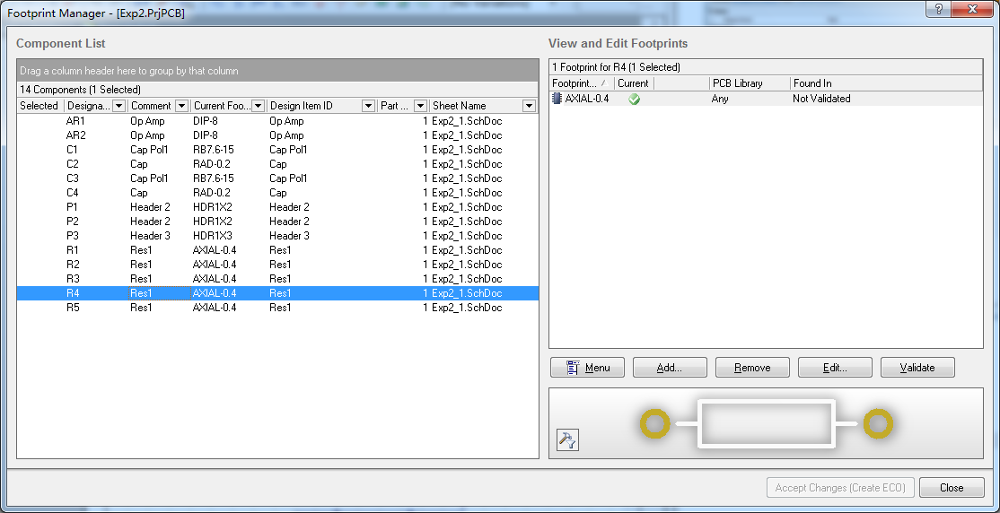 Footprint Manager - [Exp2.PrjPCB]
Component List
Drag a column header here to group by that column
14 Components (1 Selected)
Selected Designa... Comment Current Foo... Design Item ID Part ... Sheet Name
AR1 Op Amp DIP-8 Op Amp 1 Exp2_1.SchDoc
AR2 Op Amp DIP-8 Op Amp 1 Exp2_1.SchDoc
C1 Cap Pol1 RB7.6-15 Cap Pol1 1 Exp2_1.SchDoc
C2 Cap RAD-0.2 Cap 1 Exp2_1.SchDoc
C3 Cap Pol1 RB7.6-15 Cap Pol1 1 Exp2_1.SchDoc
C4 Cap RAD-0.2 Cap 1 Exp2_1.SchDoc
P1 Header 2 HDR1X2 Header 2 1 Exp2_1.SchDoc
P2 Header 2 HDR1X2 Header 2 1 Exp2_1.SchDoc
P3 Header 3 HDR1X3 Header 3 1 Exp2_1.SchDoc
R1 Res1 AXIAL-0.4 Res1 1 Exp2_1.SchDoc
R2 Res1 AXIAL-0.4 Res1 1 Exp2_1.SchDoc
R3 Res1 AXIAL-0.4 Res1 1 Exp2_1.SchDoc
R4 Res1 AXIAL-0.4 Res1 1 Exp2_1.SchDoc
R5 Res1 AXIAL-0.4 Res1 1 Exp2_1.SchDoc
View and Edit Footprints
1 Footprint for R4 (1 Selected)
Footprint... Current PCB Library Found In
AXIAL-0.4 Any Not Validated
Menu Add... Remove Edit... Validate
Accept Changes (Create ECO) Close